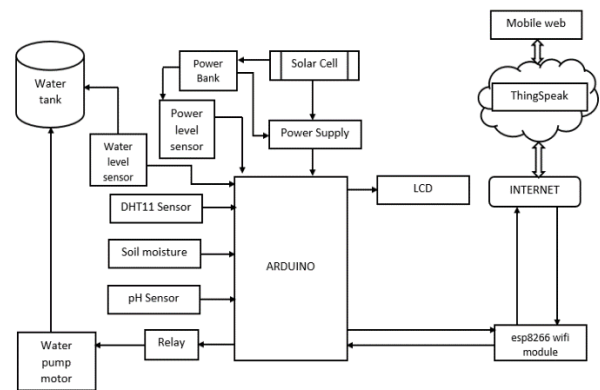 Mobile web
Power
Bank
Solar Cell
Water
tank
ThingSpeak
Power
level
sensor
Power Supply
Water
level
sensor
DHT11 Sensor
LCD
INTERNET
Soil moisture
ARDUINO
pH Sensor
Water
pump
motor
Relay
esp8266 wifi
module